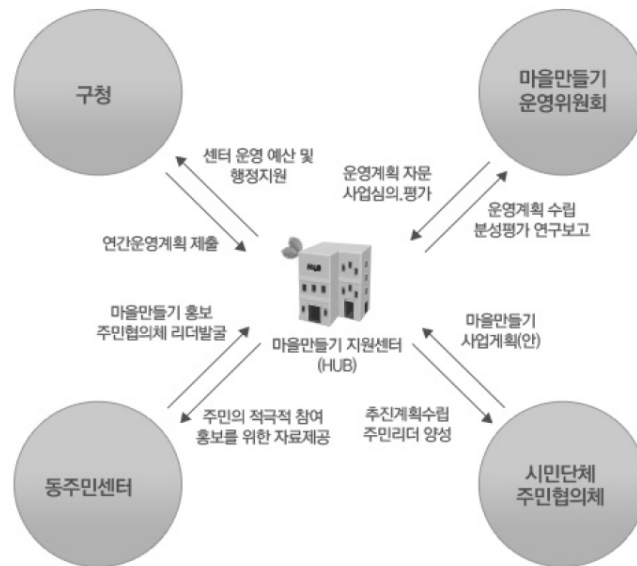 구청
마을만들기
운영위원회
센터 운영 예산 및
행정지원
운영계획 자문
사업심의.평가
연간운영계획 제출
운영계획 수립
분성평가 연구보고
HUB
마을만들기 홍보
주민협의체 리더발굴
마을만들기 지원센터
(HUB)
마을만들기
사업게획(안)
주민의 적극적 참여
홍보를 위한 자료제공
추진계획수립
주민리더 양성
동주민센터
시민단체
주민협의체